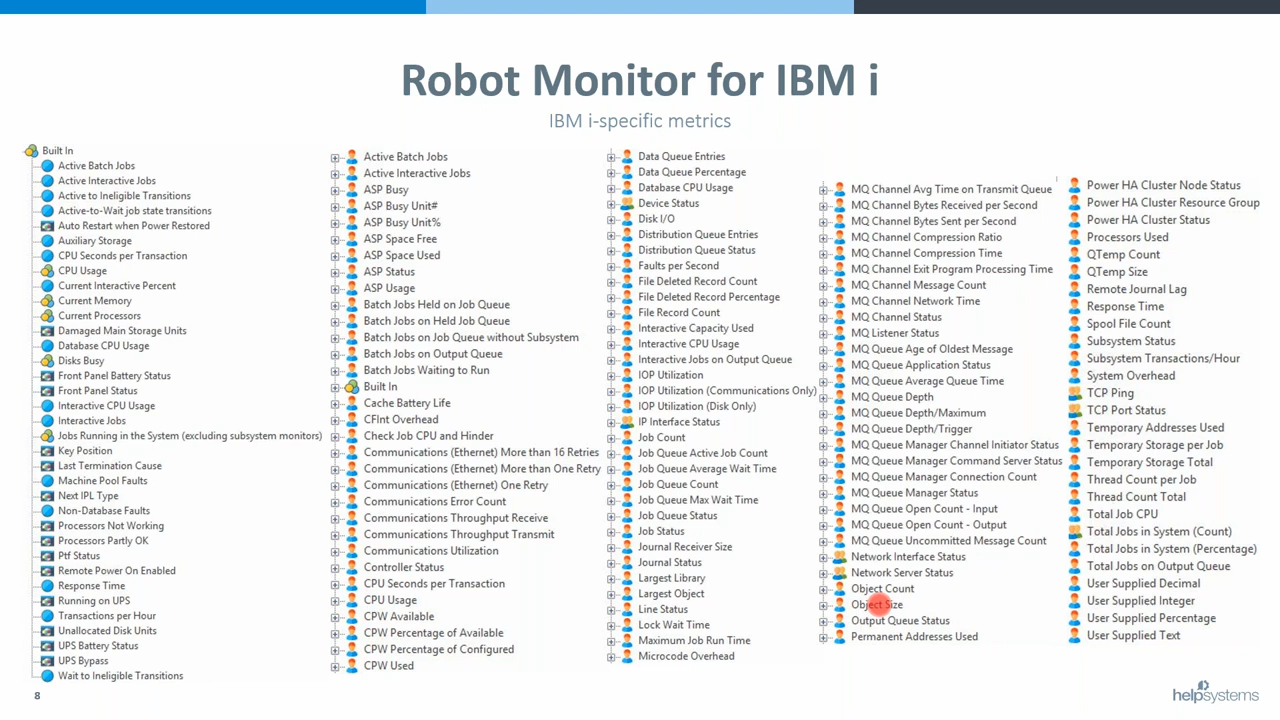 Robot Monitor for IBM i
IBM i-specific metrics
Built In
Active Batch Jobs
Active Interactive Jobs
Active to Ineligible Transitions
Active-to-Wait job state transitions
Auto Restart when Power Restored
Auxiliary Storage
CPU Seconds per Transaction
CPU Usage
Current Interactive Percent
Current Memory
Current Processors
Damaged Main Storage Units
Database CPU Usage
Disks Busy
Front Panel Battery Status
Front Panel Status
Interactive CPU Usage
Interactive Jobs
Jobs Running in the System (excluding subsystem monitors)
Key Position
Last Termination Cause
Machine Pool Faults
Next IPL Type
Non-Database Faults
Processors Not Working
Processors Partly OK
Ptf Status
Remote Power On Enabled
Response Time
Running on UPS
Transactions per Hour
Unallocated Disk Units
UPS Battery Status
UPS Bypass
Wait to Ineligible Transitions
Active Batch Jobs
Active Interactive Jobs
ASP Busy
ASP Busy Unit#
ASP Busy Unit%
ASP Space Free
ASP Space Used
ASP Status
ASP Usage
Batch Jobs Held on Job Queue
Batch Jobs on Held Job Queue
Batch Jobs on Job Queue without Subsystem
Batch Jobs on Output Queue
Batch Jobs Waiting to Run
Built In
Cache Battery Life
CFInt Overhead
Check Job CPU and Hinder
Communications (Ethernet) More than 16 Retries
Communications (Ethernet) More than One Retry
Communications (Ethernet) One Retry
Communications Error Count
Communications Throughput Receive
Communications Throughput Transmit
Communications Utilization
Controller Status
CPU Seconds per Transaction
CPU Usage
CPW Available
CPW Percentage of Available
CPW Percentage of Configured
CPW Used
Data Queue Entries
Data Queue Percentage
Database CPU Usage
Device Status
Disk I/O
Distribution Queue Entries
Distribution Queue Status
Faults per Second
File Deleted Record Count
File Deleted Record Percentage
File Record Count
Interactive Capacity Used
Interactive CPU Usage
Interactive Jobs on Output Queue
IOP Utilization
IOP Utilization (Communications Only)
IOP Utilization (Disk Only)
IP Interface Status
Job Count
Job Queue Active Job Count
Job Queue Average Wait Time
Job Queue Count
Job Queue Max Wait Time
Job Queue Status
Job Status
Journal Receiver Size
Journal Status
Largest Library
Largest Object
Line Status
Lock Wait Time
Maximum Job Run Time
Microcode Overhead
MQ Channel Avg Time on Transmit Queue
MQ Channel Bytes Received per Second
MQ Channel Bytes Sent per Second
MQ Channel Compression Ratio
MQ Channel Compression Time
MQ Channel Exit Program Processing Time
MQ Channel Message Count
MQ Channel Network Time
MQ Channel Status
MQ Listener Status
MQ Queue Age of Oldest Message
MQ Queue Application Status
MQ Queue Average Queue Time
MQ Queue Depth
MQ Queue Depth/Maximum
MQ Queue Depth/Trigger
MQ Queue Manager Channel Initiator Status
MQ Queue Manager Command Server Status
MQ Queue Manager Connection Count
MQ Queue Manager Status
MQ Queue Open Count - Input
MQ Queue Open Count - Output
MQ Queue Uncommitted Message Count
Network Interface Status
Network Server Status
Object Count
Object Size
Output Queue Status
Permanent Addresses Used
Power HA Cluster Node Status
Power HA Cluster Resource Group
Power HA Cluster Status
Processors Used
QTemp Count
QTemp Size
Remote Journal Lag
Response Time
Spool File Count
Subsystem Status
Subsystem Transactions/Hour
System Overhead
TCP Ping
TCP Port Status
Temporary Addresses Used
Temporary Storage per Job
Temporary Storage Total
Thread Count per Job
Thread Count Total
Total Job CPU
Total Jobs in System (Count)
Total Jobs in System (Percentage)
Total Jobs on Output Queue
User Supplied Decimal
User Supplied Integer
User Supplied Percentage
User Supplied Text
8
helpsystems